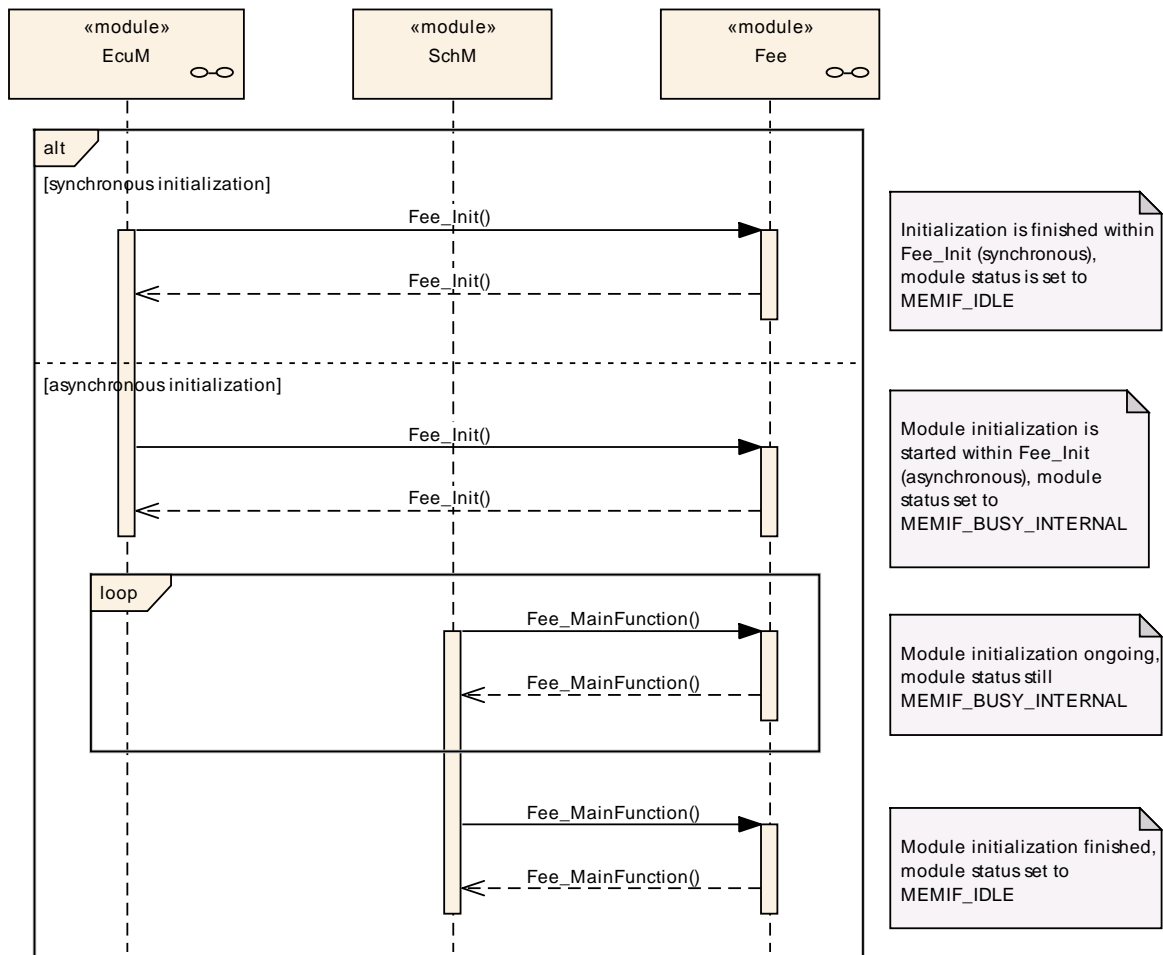 «module»
EcuM
«module»
SchM
«module»
Fee
alt
[synchronous initialization]
Fee_Init()
Fee_Init()
Initialization is finished within
Fee_Init (synchronous),
module status is set to
MEMIF_IDLE
[asynchronous initialization]
Fee_Init()
Fee_Init()
Module initialization is
started within Fee_Init
(asynchronous), module
status set to
MEMIF_BUSY_INTERNAL
loop
Fee_MainFunction()
Fee_MainFunction()
Module initialization ongoing,
module status still
MEMIF_BUSY_INTERNAL
Fee_MainFunction()
Fee_MainFunction()
Module initialization finished,
module status set to
MEMIF_IDLE